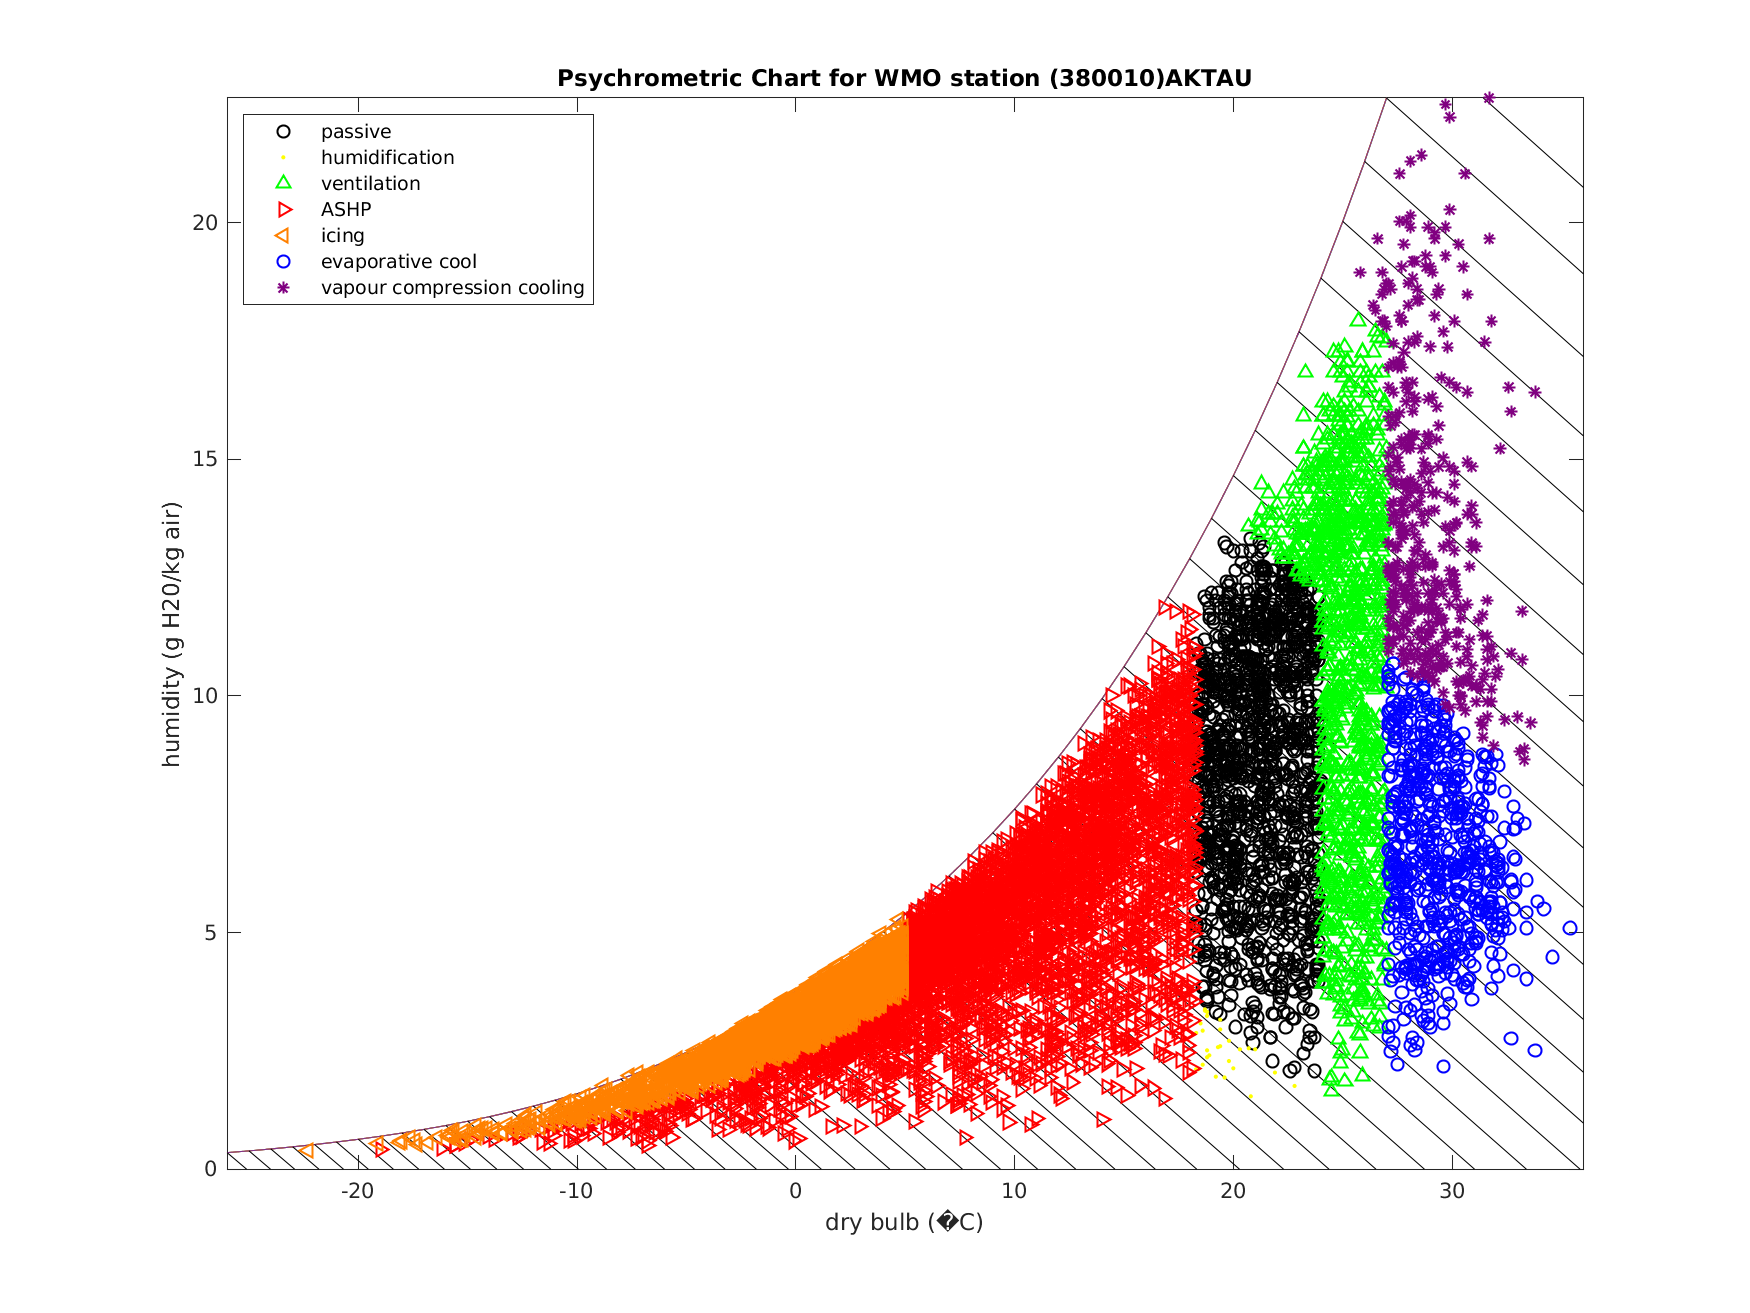 Psychrometric Chart for WMO station (380010)AKTAU
passive
humidification
ventilation
ASHP
icing
evaporative cool
vapour compression cooling
humidity (g H20/kg air)
20
15
10
5
0
-20 -10 0 10 20 30
dry bulb (�C)